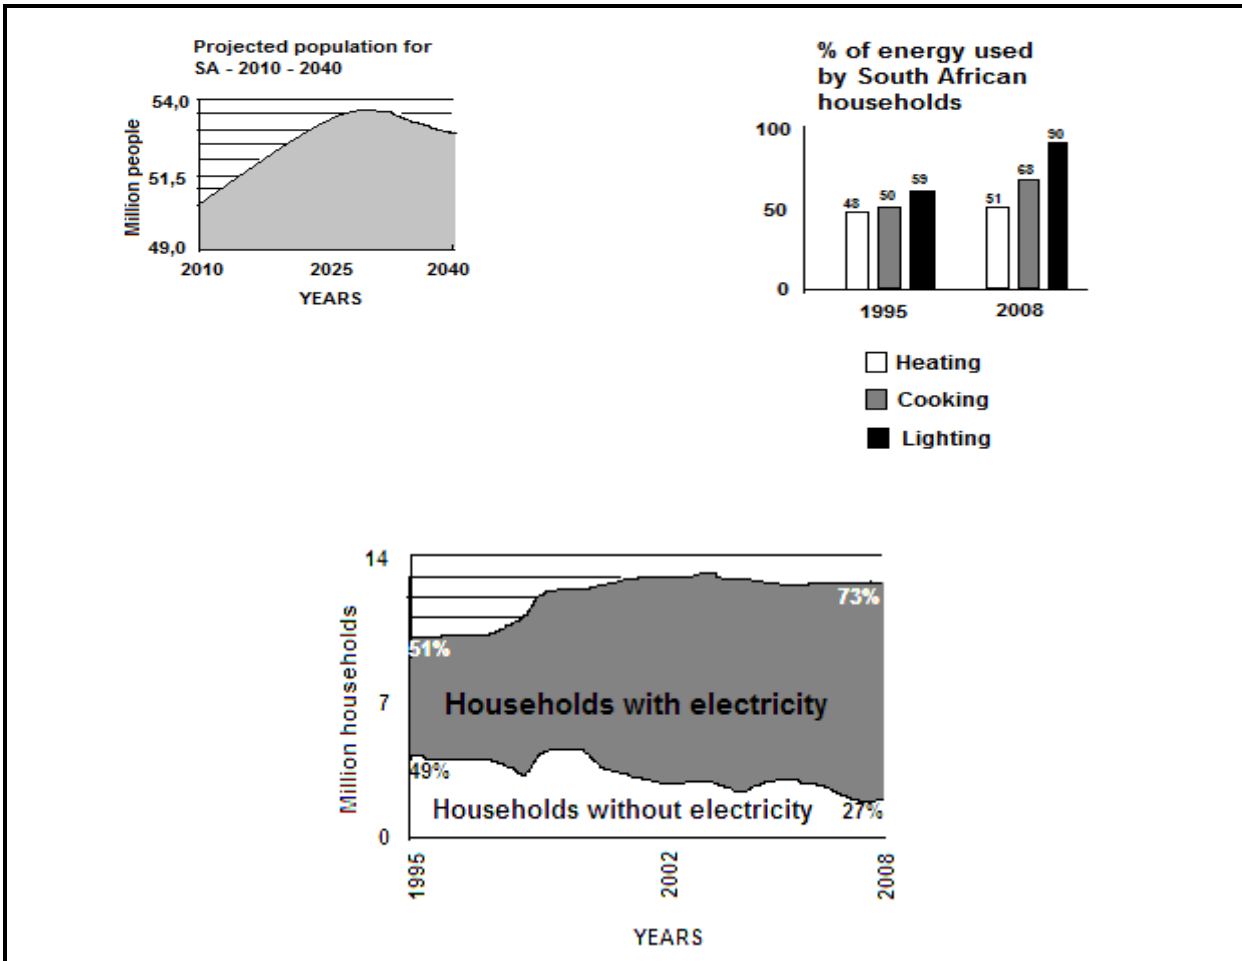 Projected population for
SA - 2010 - 2040
54,0
51,5
49,0
Million people
2010 2025 2040
YEARS
% of energy used
by South African
households
100
50
0
48 50 59 51 68 90
1995 2008
Heating
Cooking
Lighting
14
7
0
Million households
51%
73%
Households with electricity
49%
Households without electricity 27%
1995 2002 2008
YEARS